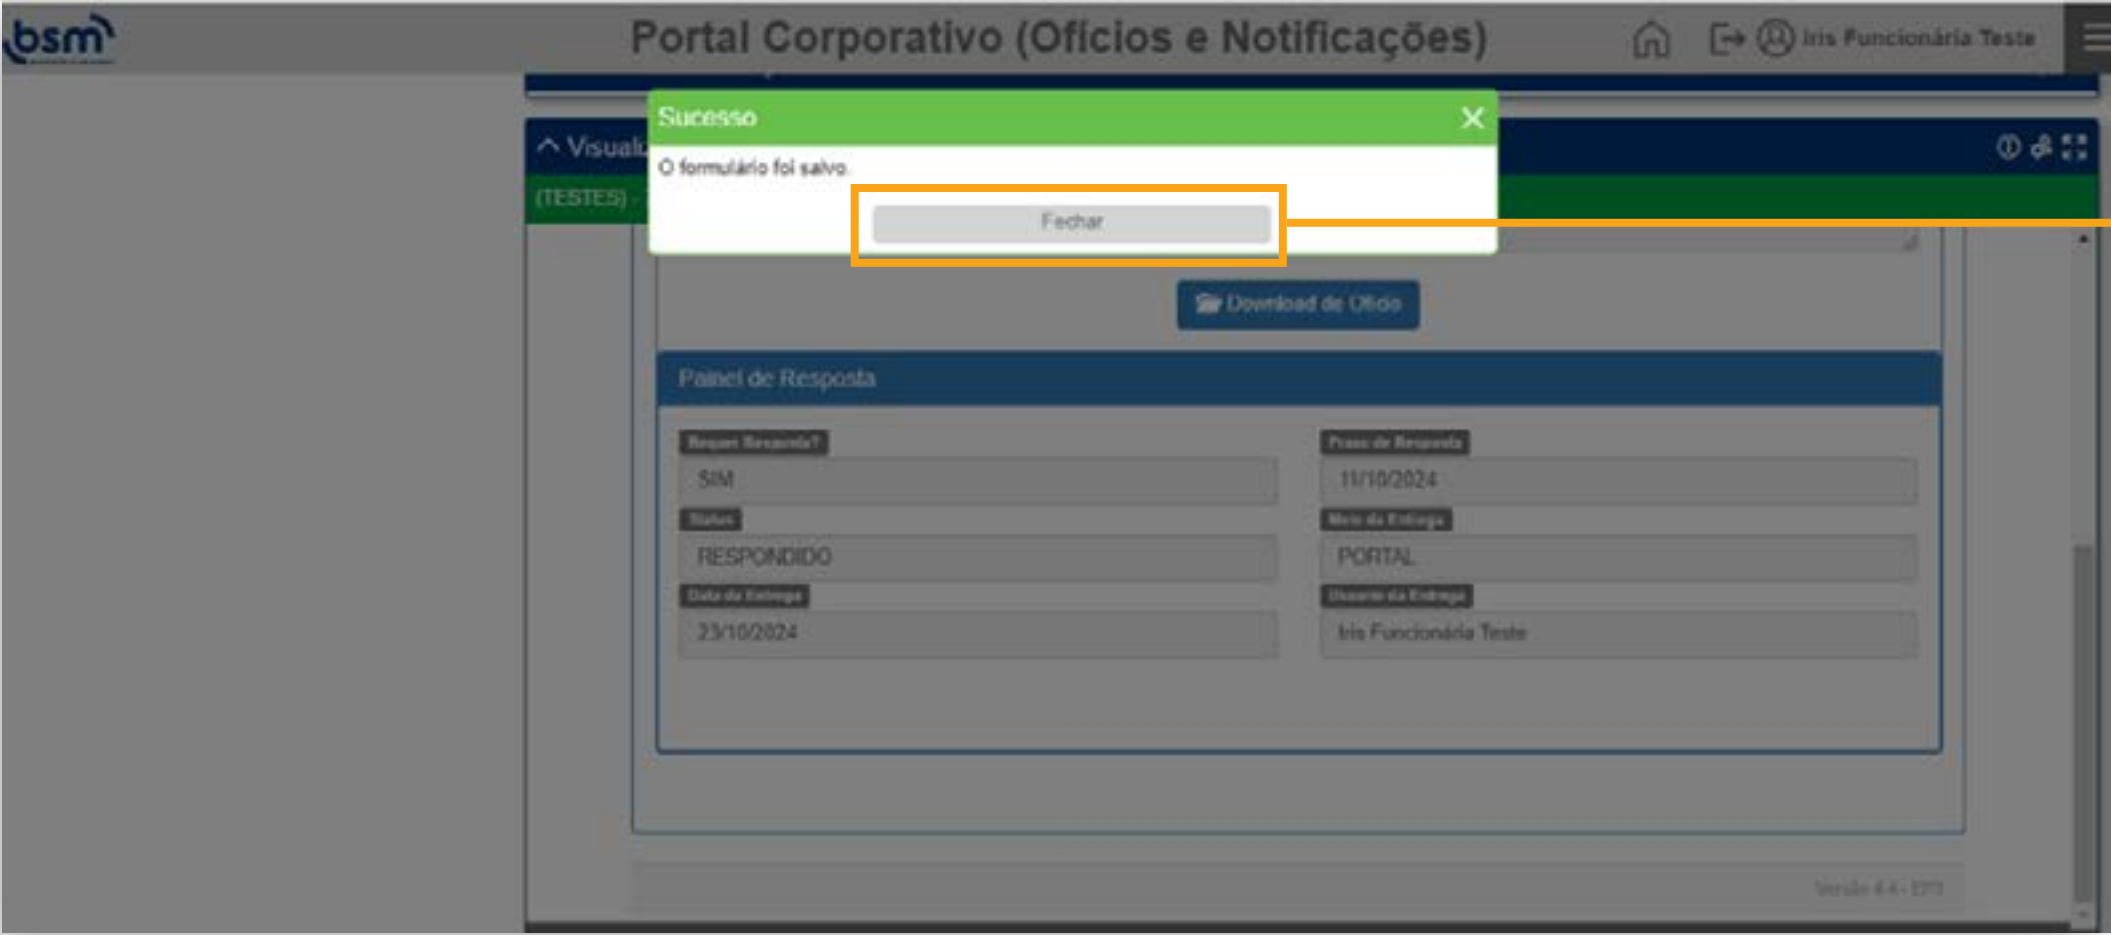 bsm
Portal Corporativo (Ofícios e Notificações)
Iris Funcionária Teste
Sucesso
O formulário foi salvo.
Fechar
(TESTES) -
Download de Ofício
Painel de Resposta
Requer Resposta?
Prazo de Resposta
SIM
11/10/2024
Status
Meio da Entrega
RESPONDIDO
PORTAL
Data da Entrega
Usuario da Entrega
23/10/2024
Iris Funcionária Teste